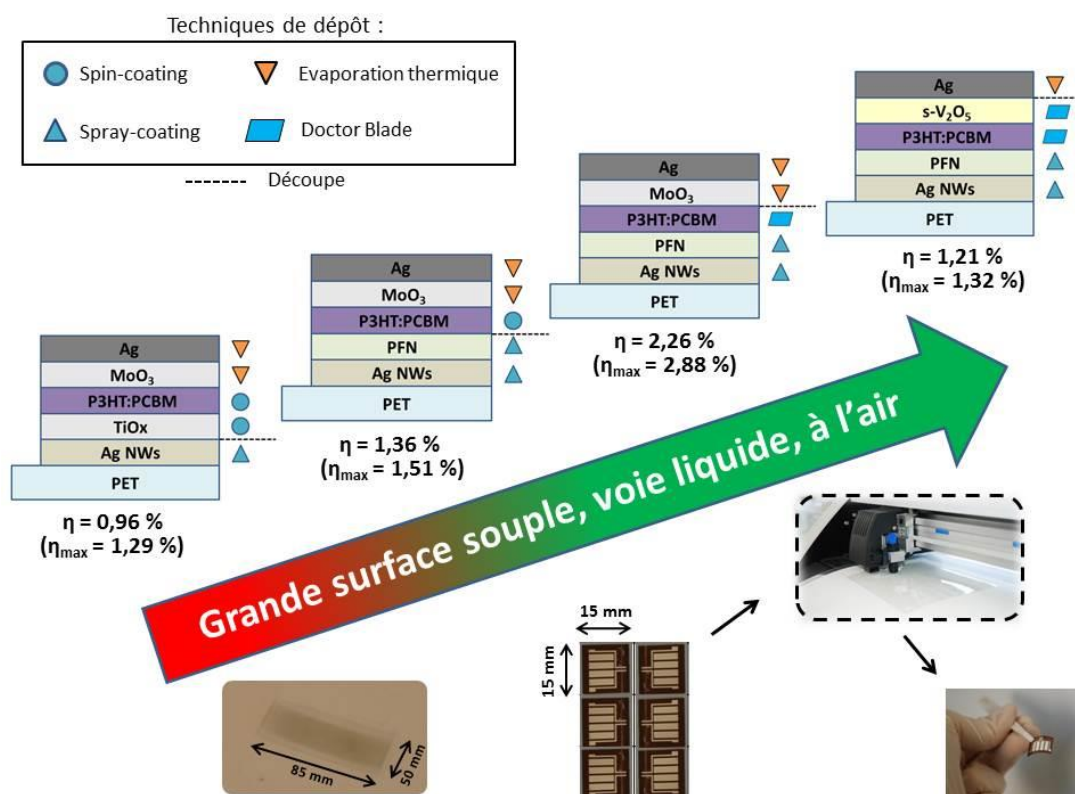 Techniques de dépôt :
Spin-coating
Evaporation thermique
Spray-coating
Doctor Blade
Découpe
Ag
MoO₃
P3HT:PCBM
TiOx
Ag NWs
PET
η = 0,96 %
(ηmax = 1,29 %)
Ag
MoO₃
P3HT:PCBM
PFN
Ag NWs
PET
η = 1,36 %
(ηmax = 1,51 %)
Ag
MoO₃
P3HT:PCBM
PFN
Ag NWs
PET
η = 2,26 %
(ηmax = 2,88 %)
Ag
s-V₂O₅
P3HT:PCBM
PFN
Ag NWs
PET
η = 1,21 %
(ηmax = 1,32 %)
Grande surface souple, voie liquide, à l’air
85 mm
50 mm
15 mm
15 mm